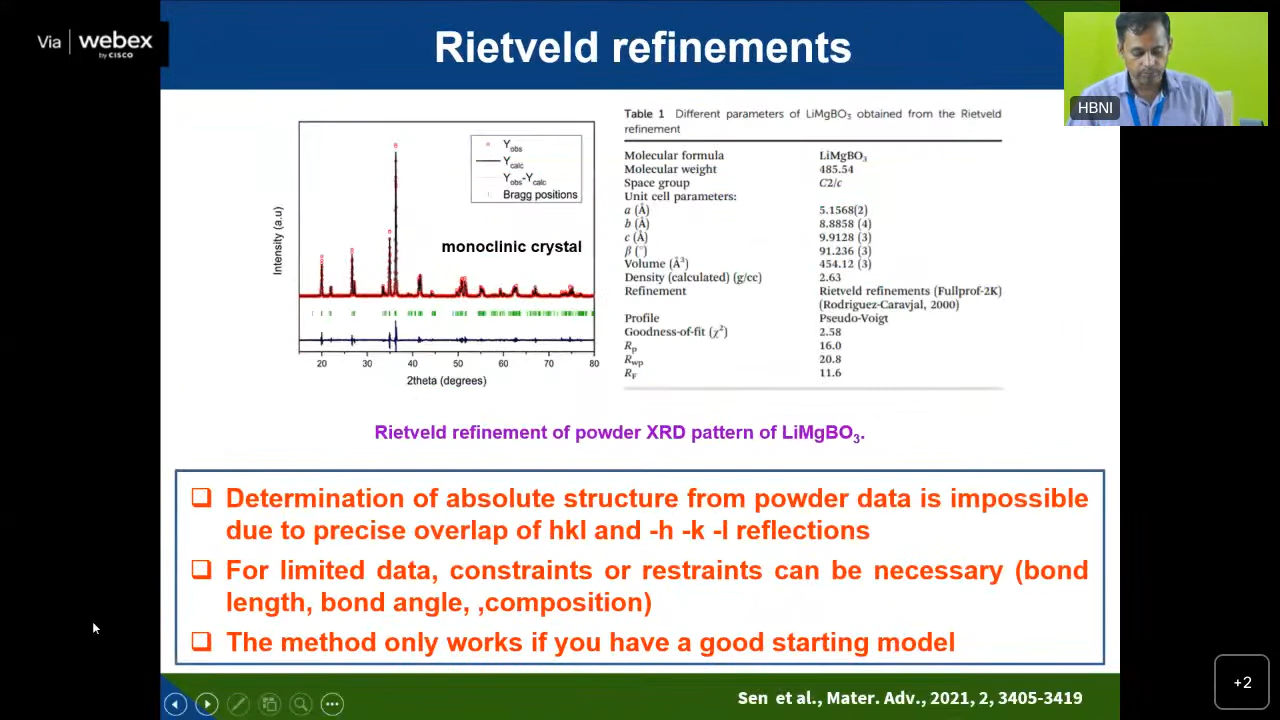 Via | webex
by CISCO
Rietveld refinements
HBNI
Y_obs
Y_calc
Y_obs-Y_calc
Bragg positions
monoclinic crystal
Intensity (a.u)
20 30 40 50 60 70 80
2theta (degrees)
Table 1 Different parameters of LiMgBO₃ obtained from the Rietveld
refinement
Molecular formula LiMgBO₃
Molecular weight 485.54
Space group C2/c
Unit cell parameters:
a (Å) 5.1568(2)
b (Å) 8.8858 (4)
c (Å) 9.9128 (3)
β (°) 91.236 (3)
Volume (Å³) 454.12 (3)
Density (calculated) (g/cc) 2.63
Refinement Rietveld refinements (Fullprof-2K)
(Rodriguez-Caravjal, 2000)
Profile Pseudo-Voigt
Goodness-of-fit (χ²) 2.58
R_p 16.0
R_wp 20.8
R_F 11.6
Rietveld refinement of powder XRD pattern of LiMgBO₃.
❑ Determination of absolute structure from powder data is impossible
due to precise overlap of hkl and -h -k -l reflections
❑ For limited data, constraints or restraints can be necessary (bond
length, bond angle, ,composition)
❑ The method only works if you have a good starting model
Sen et al., Mater. Adv., 2021, 2, 3405-3419
+2